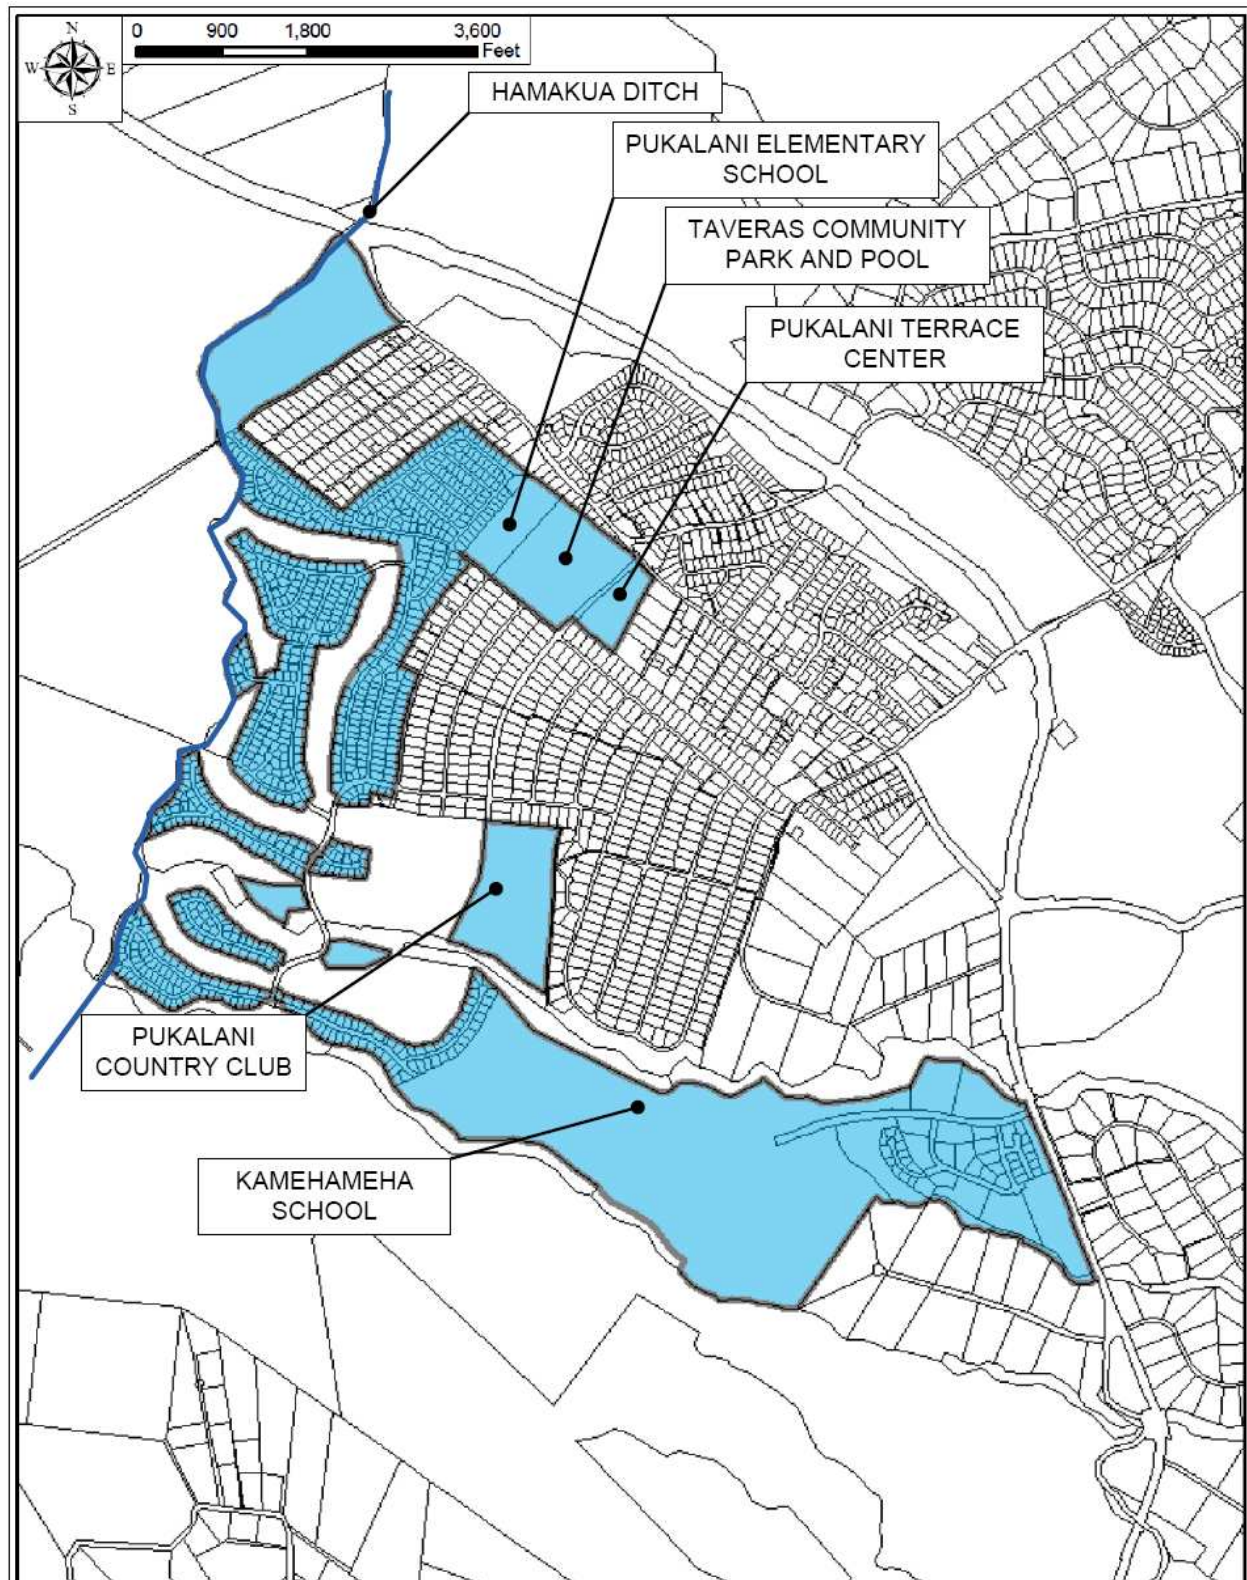 N
W E
S
0 900 1,800 3,600
Feet
HAMAKUA DITCH
PUKALANI ELEMENTARY
SCHOOL
TAVERAS COMMUNITY
PARK AND POOL
PUKALANI TERRACE
CENTER
PUKALANI
COUNTRY CLUB
KAMEHAMEHA
SCHOOL